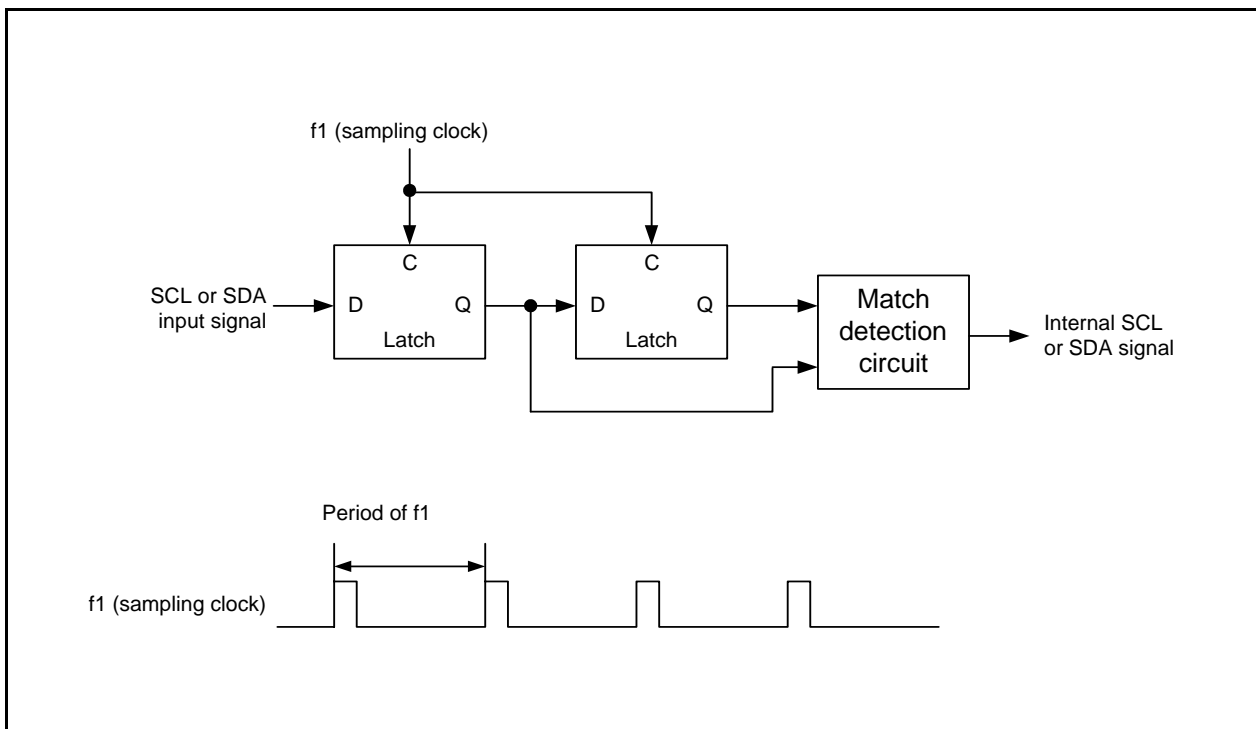 f1 (sampling clock)
C
C
SCL or SDA
input signal
D
Q
D
Q
Latch
Latch
Match
detection
circuit
Internal SCL
or SDA signal
Period of f1
f1 (sampling clock)